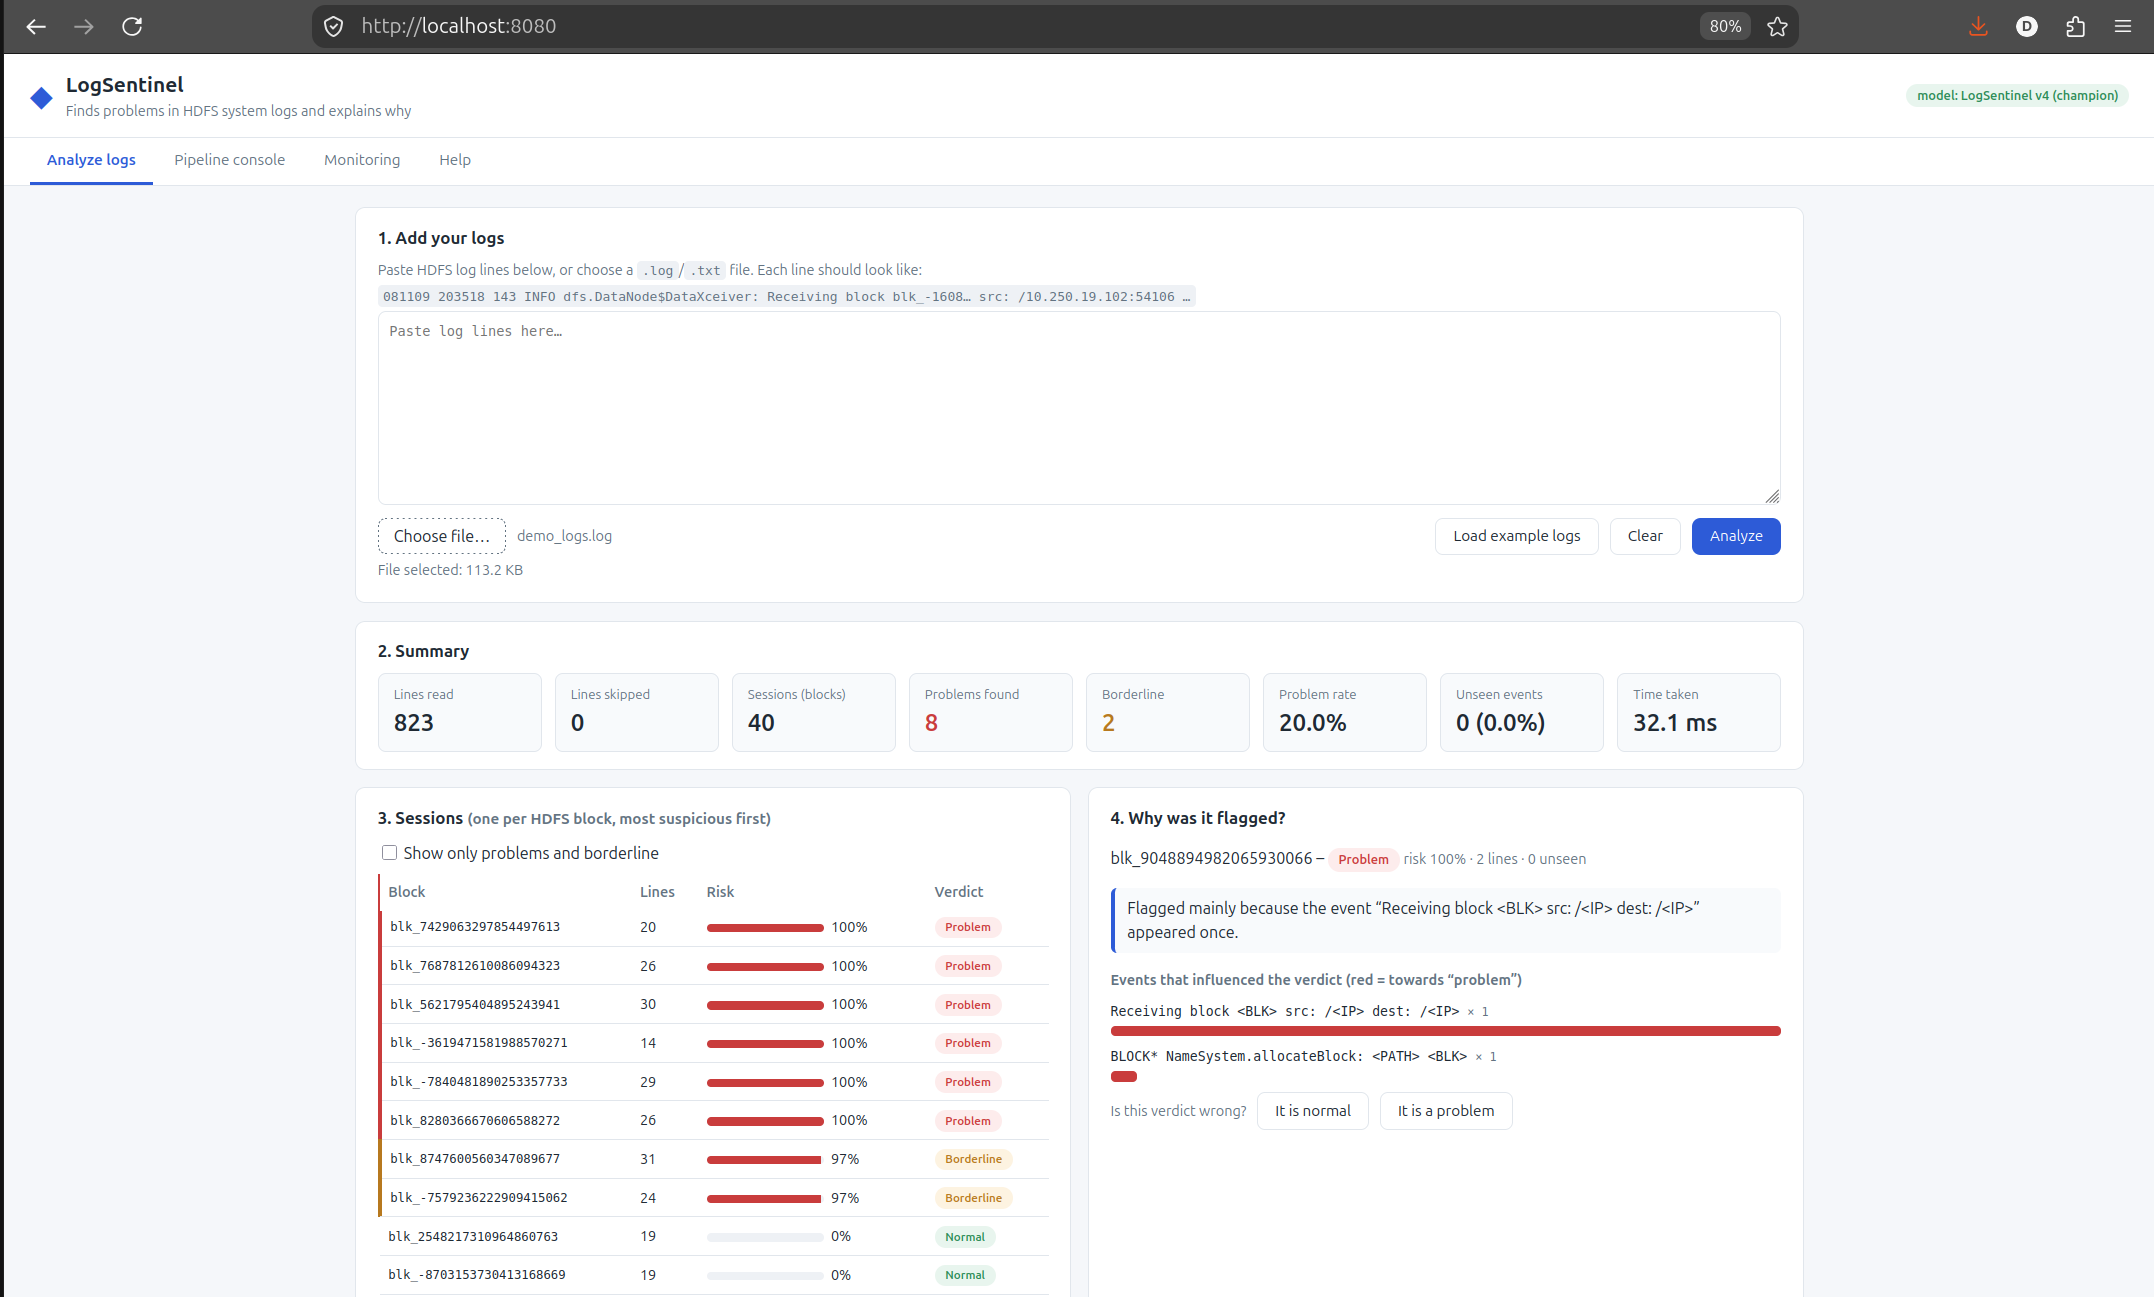 http://localhost:8080
80%
D
LogSentinel
Finds problems in HDFS system logs and explains why
model: LogSentinel v4 (champion)
Analyze logs
Pipeline console
Monitoring
Help
1. Add your logs
Paste HDFS log lines below, or choose a .log / .txt file. Each line should look like:
081109 203518 143 INFO dfs.DataNode$DataXceiver: Receiving block blk_-1608… src: /10.250.19.102:54106 …
Paste log lines here…
Choose file…
demo_logs.log
Load example logs
Clear
Analyze
File selected: 113.2 KB
2. Summary
Lines read
823
Lines skipped
0
Sessions (blocks)
40
Problems found
8
Borderline
2
Problem rate
20.0%
Unseen events
0 (0.0%)
Time taken
32.1 ms
3. Sessions (one per HDFS block, most suspicious first)
Show only problems and borderline
Block Lines Risk Verdict
blk_7429063297854497613 20 100% Problem
blk_7687812610086094323 26 100% Problem
blk_5621795404895243941 30 100% Problem
blk_-3619471581988570271 14 100% Problem
blk_-7840481890253357733 29 100% Problem
blk_8280366670606588272 26 100% Problem
blk_8747600560347089677 31 97% Borderline
blk_-7579236222909415062 24 97% Borderline
blk_2548217310964860763 19 0% Normal
blk_-8703153730413168669 19 0% Normal
4. Why was it flagged?
blk_9048894982065930066 – Problem risk 100% · 2 lines · 0 unseen
Flagged mainly because the event “Receiving block <BLK> src: /<IP> dest: /<IP>”
appeared once.
Events that influenced the verdict (red = towards “problem”)
Receiving block <BLK> src: /<IP> dest: /<IP> × 1
BLOCK* NameSystem.allocateBlock: <PATH> <BLK> × 1
Is this verdict wrong?
It is normal
It is a problem